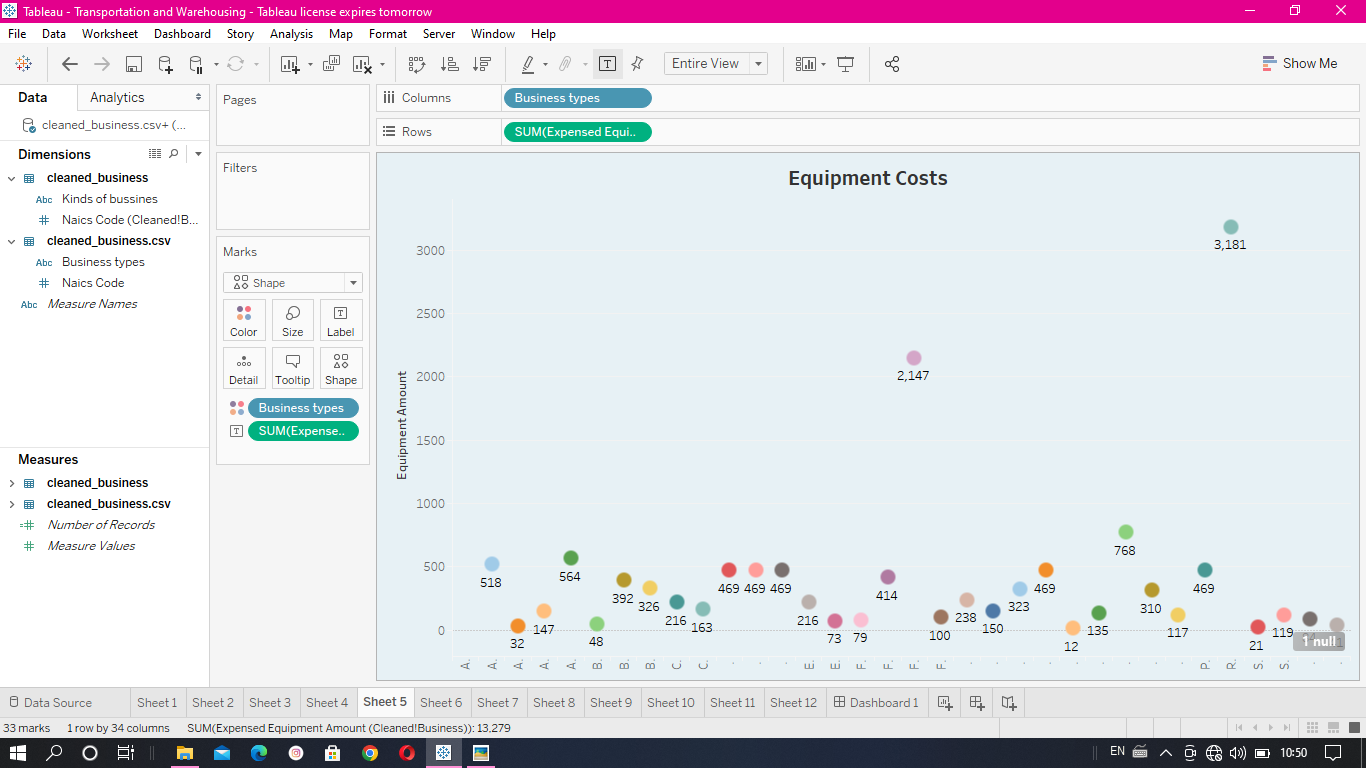 Tableau - Transportation and Warehousing - Tableau license expires tomorrow
File Data Worksheet Dashboard Story Analysis Map Format Server Window Help
Entire View
Show Me
Data Analytics
cleaned_business.csv+ (...
Dimensions
cleaned_business
Abc Kinds of bussines
# Naics Code (Cleaned!B...
cleaned_business.csv
Abc Business types
# Naics Code
Abc Measure Names
Measures
cleaned_business
cleaned_business.csv
=# Number of Records
# Measure Values
Pages
Filters
Marks
Shape
Color Size Label
Detail Tooltip Shape
Business types
SUM(Expense..
Columns Business types
Rows SUM(Expensed Equi..
Equipment Costs
Equipment Amount
3000
2500
2000
1500
1000
500
0
3,181
2,147
768
518 564
392 326
469 469 469
414
323 469
310
469
32 147 48
216 163
216 73 79
100 238 150
12 135 117
21 119
1 null
A. A. A. A. A. B. B. B. C. C. E. E. F. F. F. F. P. R. S. S.
Data Source Sheet 1 Sheet 2 Sheet 3 Sheet 4 Sheet 5 Sheet 6 Sheet 7 Sheet 8 Sheet 9 Sheet 10 Sheet 11 Sheet 12 Dashboard 1
33 marks 1 row by 34 columns SUM(Expensed Equipment Amount (Cleaned!Business)): 13,279
EN 10:50